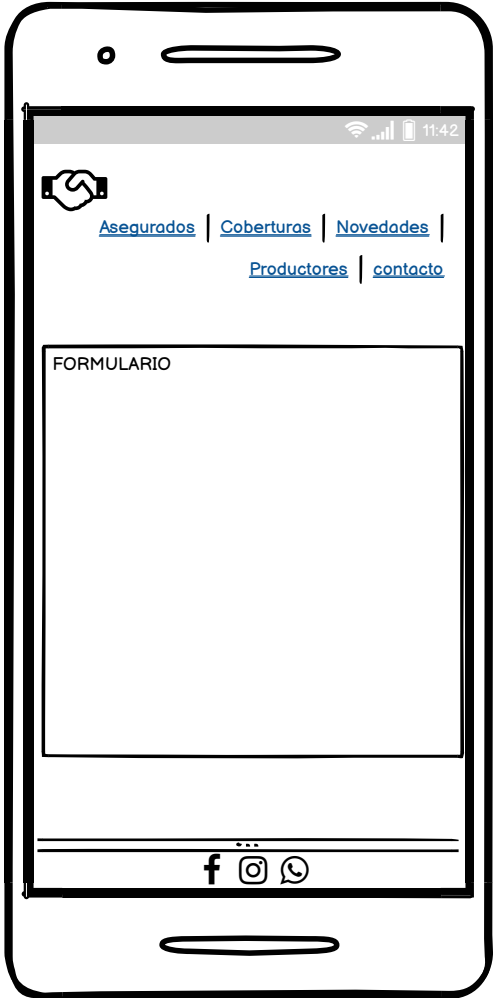 11:42
Asegurados | Coberturas | Novedades |
Productores | contacto
FORMULARIO